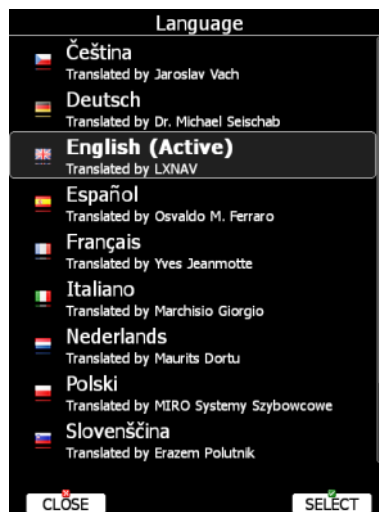 Language
Čeština
Translated by Jaroslav Vach
Deutsch
Translated by Dr. Michael Seischab
English (Active)
Translated by LXNAV
Español
Translated by Osvaldo M. Ferraro
Français
Translated by Yves Jeanmotte
Italiano
Translated by Marchisio Giorgio
Nederlands
Translated by Maurits Dortu
Polski
Translated by MIRO Systemy Szybowcowe
Slovenščina
Translated by Erazem Polutnik
CLOSE SELECT